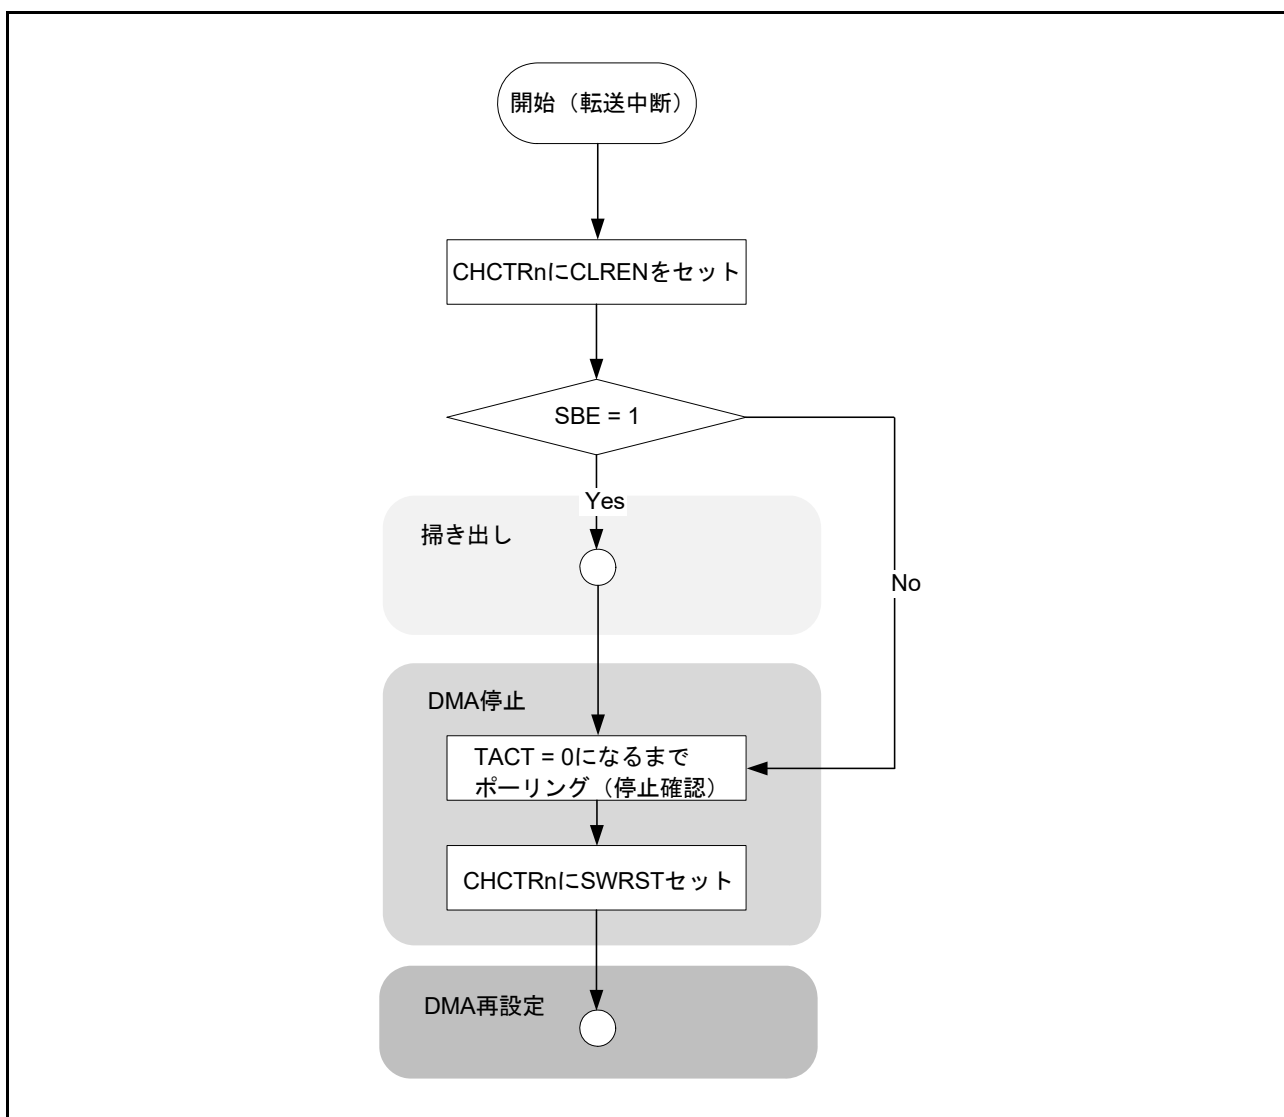 開始（転送中断）
CHCTRnにCLRENをセット
SBE = 1
Yes
掃き出し
No
DMA停止
TACT = 0になるまで
ポーリング（停止確認）
CHCTRnにSWRSTセット
DMA再設定